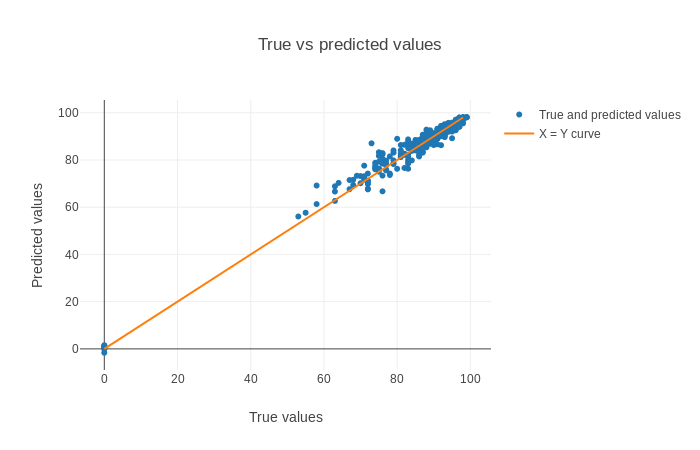 True vs predicted values
True and predicted values
X = Y curve
Predicted values
100
80
60
40
20
0
0 20 40 60 80 100
True values